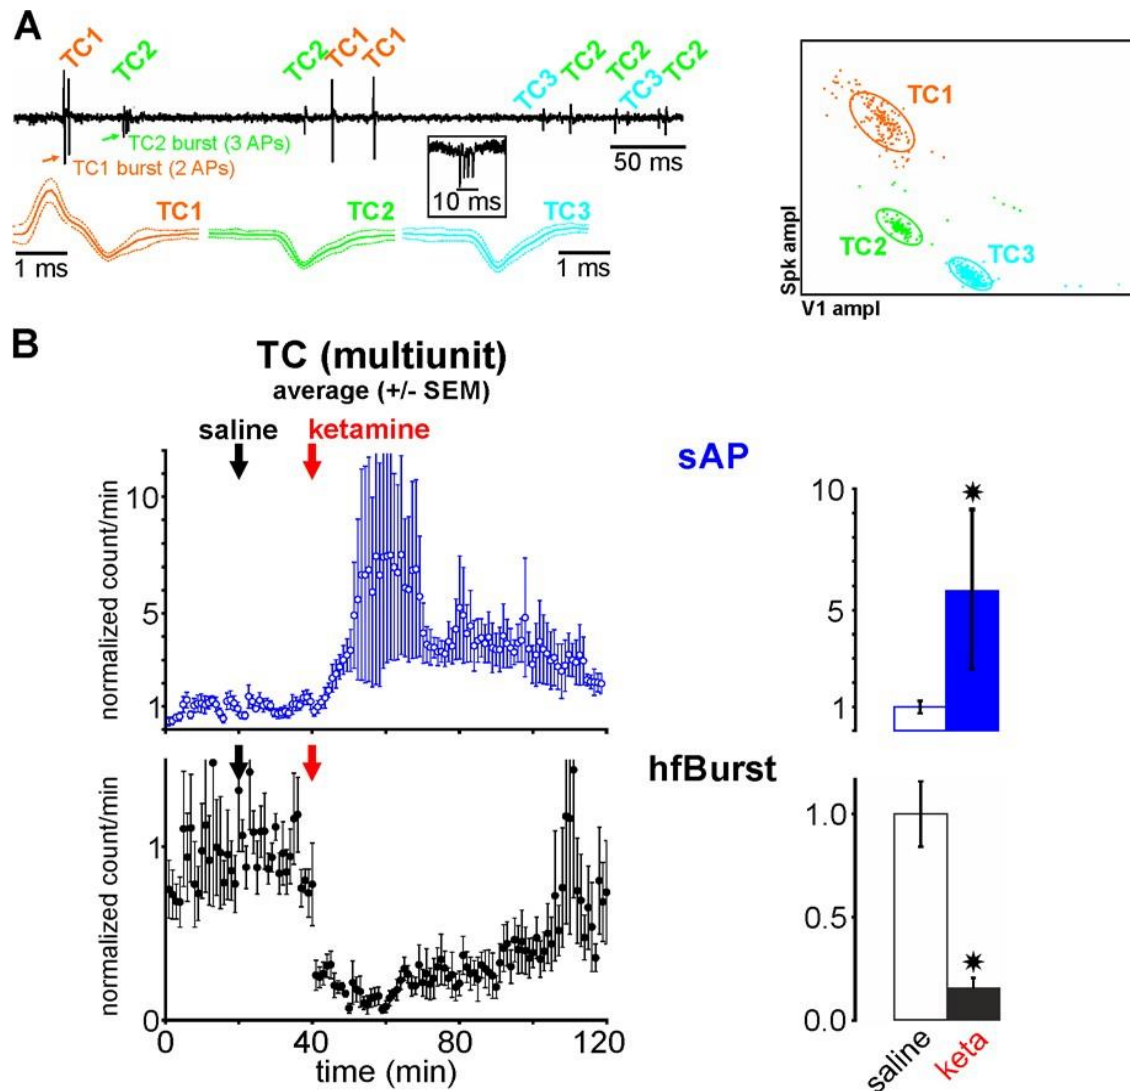 A
TC1 TC2 TC2 TC1 TC1 TC3 TC2 TC2 TC3 TC2
TC2 burst (3 APs)
TC1 burst (2 APs)
50 ms
10 ms
TC1 TC2 TC3
1 ms 1 ms
TC1
TC2
TC3
Spk ampl
V1 ampl
B
TC (multiunit)
average (+/- SEM)
saline ketamine
sAP
normalized count/min
10
5
1
10
5
1
hfBurst
normalized count/min
1
0
0 40 80 120
time (min)
1.0
0.5
0.0
saline keta